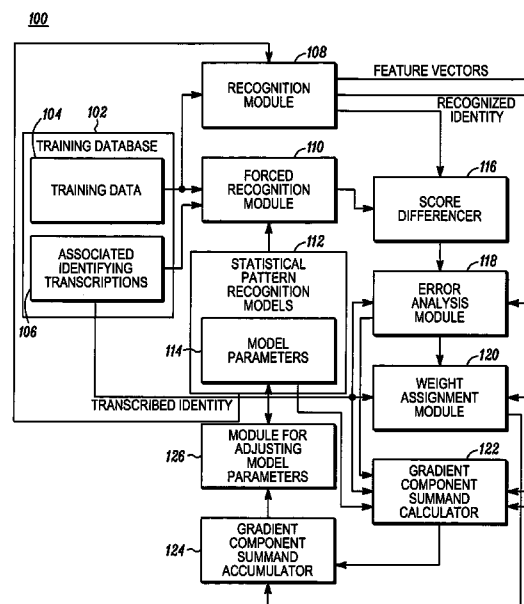 100
108
RECOGNITION
MODULE
FEATURE VECTORS
RECOGNIZED
IDENTITY
102
104
TRAINING DATABASE
TRAINING DATA
110
FORCED
RECOGNITION
MODULE
116
SCORE
DIFFERENCER
112
ASSOCIATED
IDENTIFYING
TRANSCRIPTIONS
106
STATISTICAL
PATTERN
RECOGNITION
MODELS
118
ERROR
ANALYSIS
MODULE
114
MODEL
PARAMETERS
120
WEIGHT
ASSIGNMENT
MODULE
TRANSCRIBED IDENTITY
126
MODULE FOR
ADJUSTING
MODEL
PARAMETERS
122
GRADIENT
COMPONENT
SUMMAND
CALCULATOR
124
GRADIENT
COMPONENT
SUMMAND
ACCUMULATOR